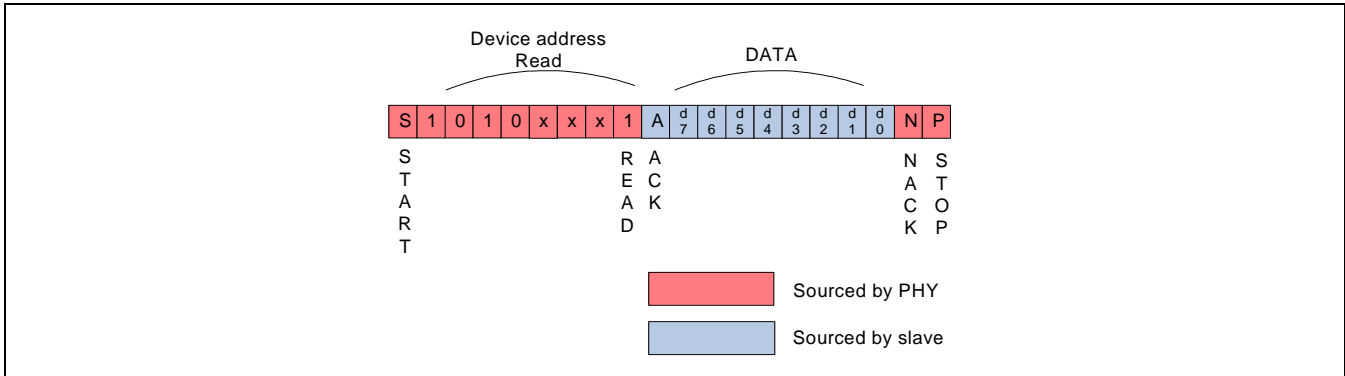 Device address
Read
DATA
S 1 0 1 0 x x x 1 A d7 d6 d5 d4 d3 d2 d1 d0 N P
START READ ACK NACK STOP
Sourced by PHY
Sourced by slave